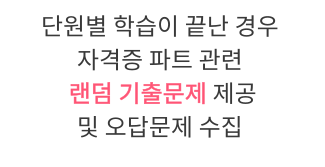 단원별 학습이 끝난 경우
자격증 파트 관련
랜덤 기출문제 제공
및 오답문제 수집